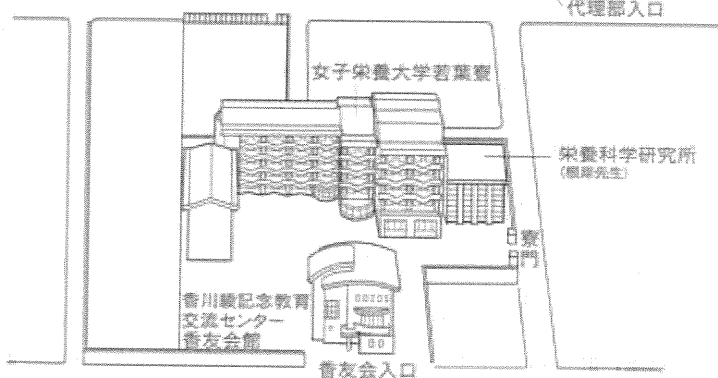 代理部入口
女子栄養大学若葉寮
栄養科学研究所
寮
門
香川綾記念教育
交流センター
香友会館
香友会入口